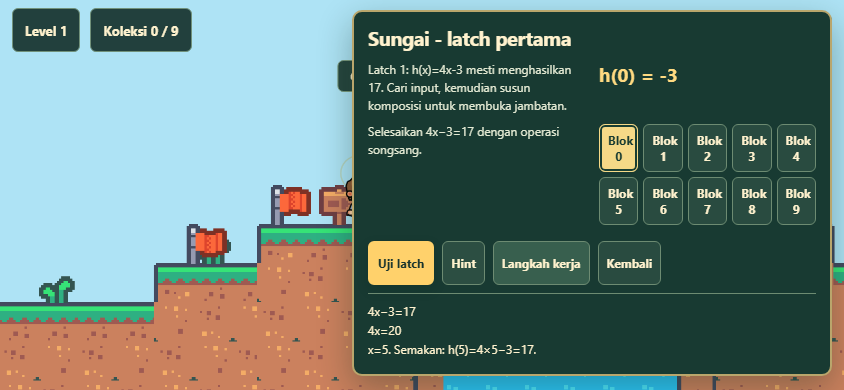 Level 1
Koleksi 0 / 9
Sungai - latch pertama
Latch 1: h(x)=4x-3 mesti menghasilkan
17. Cari input, kemudian susun
komposisi untuk membuka jambatan.
Selesaikan 4x−3=17 dengan operasi
songsang.
h(0) = -3
Blok 0
Blok 1
Blok 2
Blok 3
Blok 4
Blok 5
Blok 6
Blok 7
Blok 8
Blok 9
Uji latch
Hint
Langkah kerja
Kembali
4x−3=17
4x=20
x=5. Semakan: h(5)=4×5−3=17.